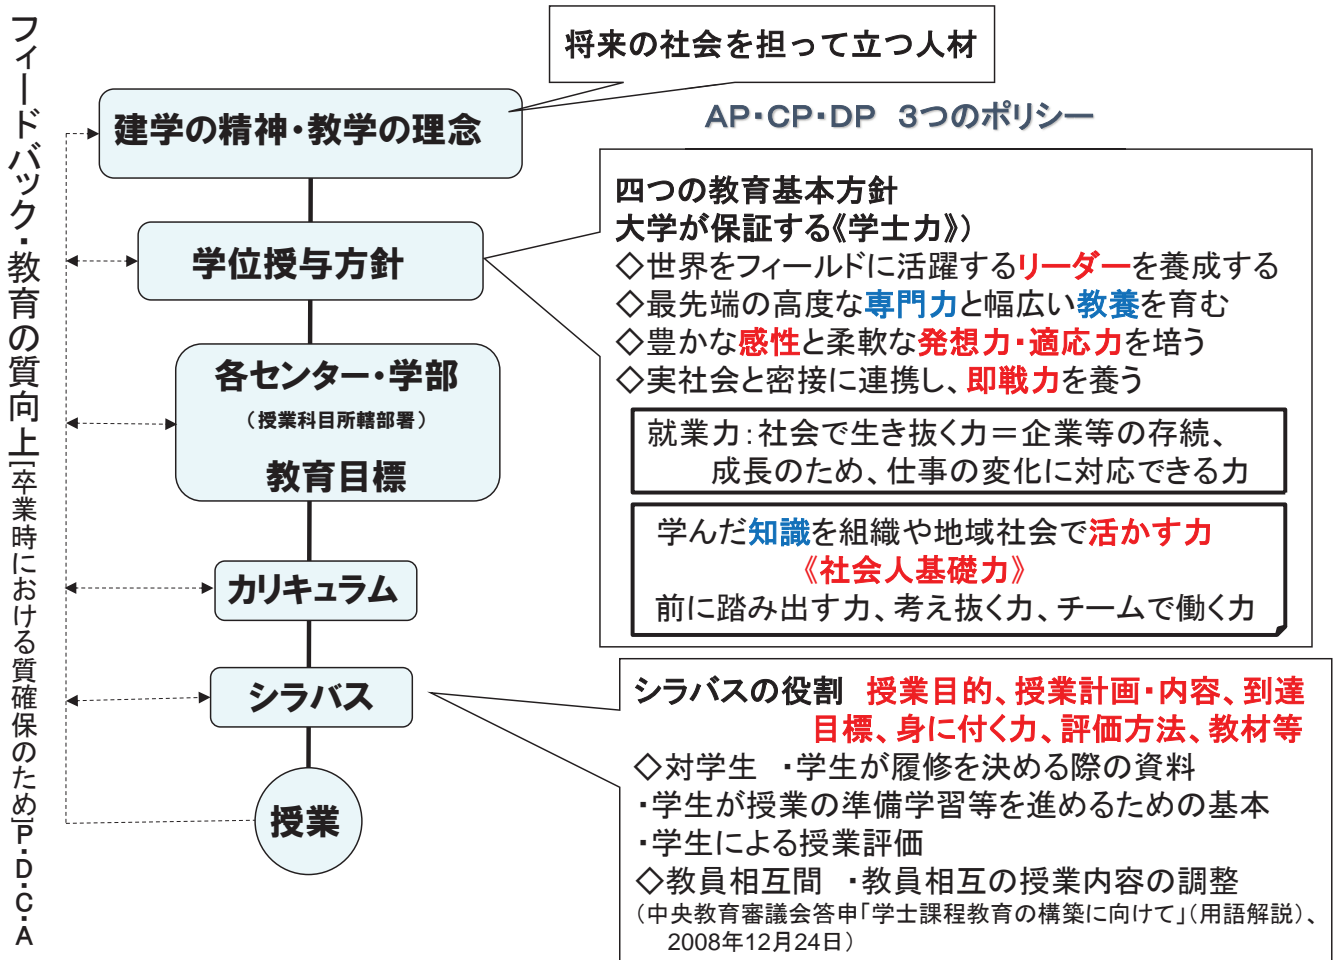 フィードバック・教育の質向上[卒業時における質確保のため]P・D・C・A
将来の社会を担って立つ人材
建学の精神・教学の理念
学位授与方針
各センター・学部
（授業科目所轄部署）
教育目標
カリキュラム
シラバス
授業
AP・CP・DP　3つのポリシー
四つの教育基本方針
大学が保証する《学士力》）
◇世界をフィールドに活躍するリーダーを養成する
◇最先端の高度な専門力と幅広い教養を育む
◇豊かな感性と柔軟な発想力・適応力を培う
◇実社会と密接に連携し、即戦力を養う
就業力：社会で生き抜く力＝企業等の存続、
成長のため、仕事の変化に対応できる力
学んだ知識を組織や地域社会で活かす力
《社会人基礎力》
前に踏み出す力、考え抜く力、チームで働く力
シラバスの役割　授業目的、授業計画・内容、到達
目標、身に付く力、評価方法、教材等
◇対学生　・学生が履修を決める際の資料
・学生が授業の準備学習等を進めるための基本
・学生による授業評価
◇教員相互間　・教員相互の授業内容の調整
（中央教育審議会答申「学士課程教育の構築に向けて」（用語解説）、
2008年12月24日）